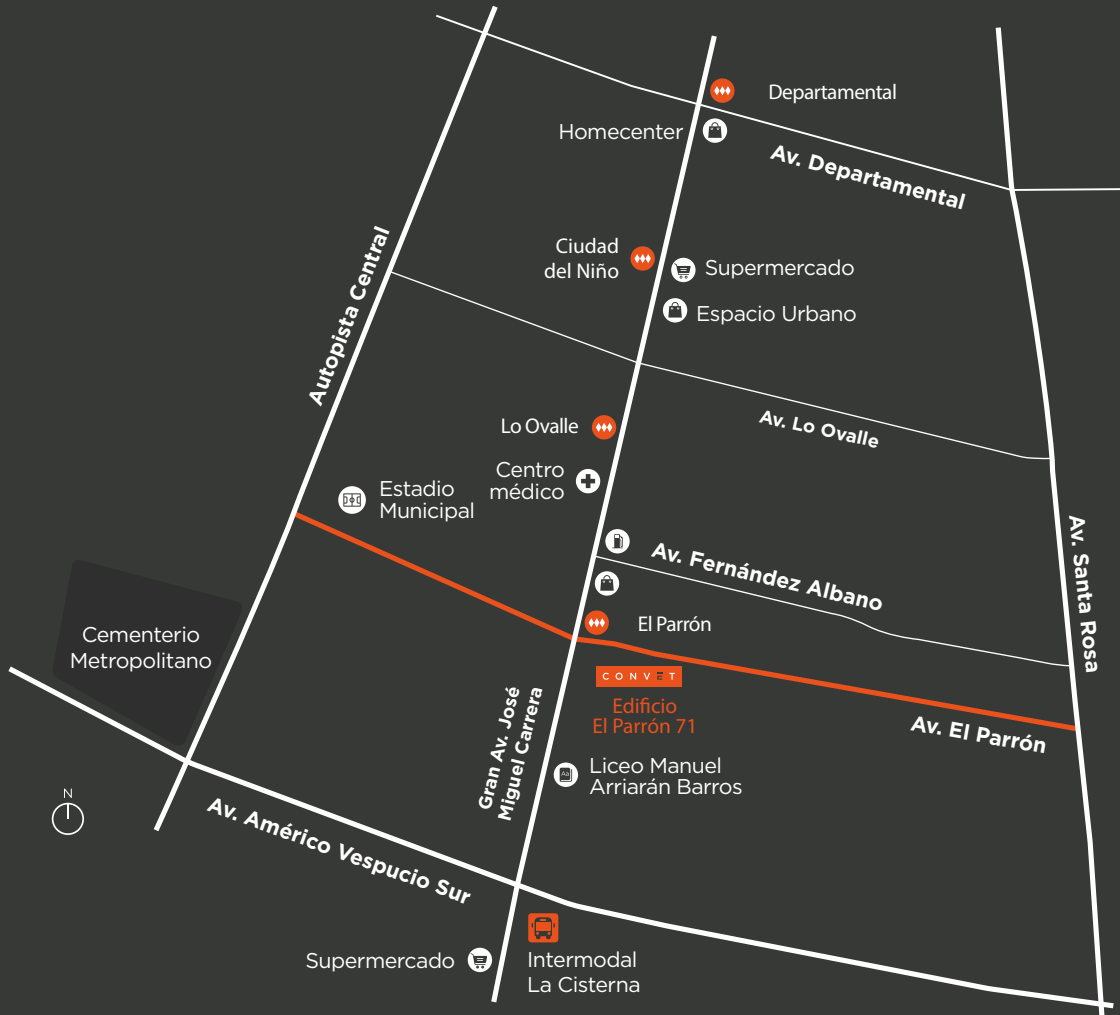 Departamental
Homecenter
Av. Departamental
Autopista Central
Ciudad
del Niño
Supermercado
Espacio Urbano
Av. Lo Ovalle
Lo Ovalle
Centro
médico
Estadio
Municipal
Av. Fernández Albano
Av. Santa Rosa
El Parrón
Cementerio
Metropolitano
CONVET
Edificio
El Parrón 71
Av. El Parrón
Gran Av. José
Miguel Carrera
Liceo Manuel
Arriarán Barros
N
Av. Américo Vespucio Sur
Supermercado
Intermodal
La Cisterna
Aa